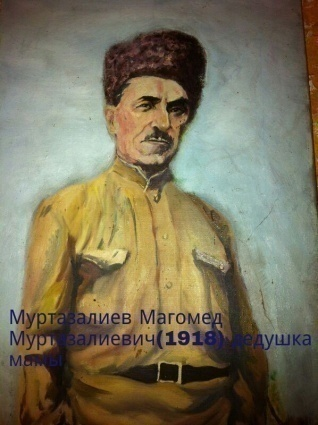 Муртазалиев Магомед
Муртазалиевич(1918) дедушка
мамы